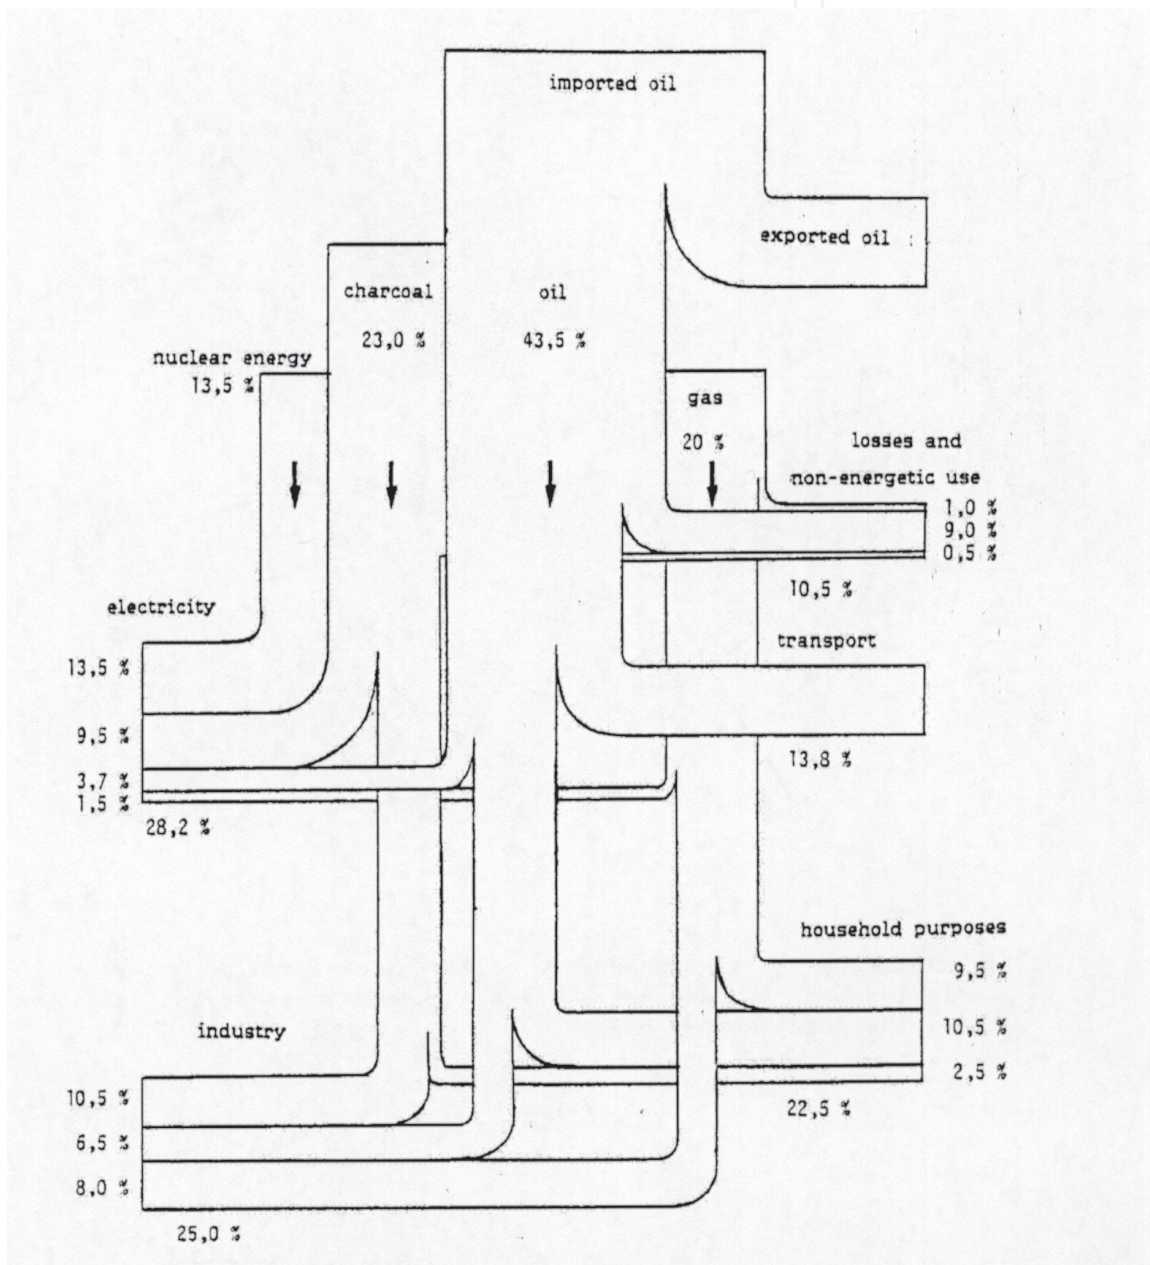 imported oil
exported oil
charcoal
oil
23,0 %
43,5 %
nuclear energy
13,5 %
gas
20 %
losses and
non-energetic use
1,0 %
9,0 %
0,5 %
10,5 %
electricity
transport
13,5 %
9,5 %
3,7 %
1,5 %
28,2 %
13,8 %
household purposes
9,5 %
10,5 %
2,5 %
22,5 %
industry
10,5 %
6,5 %
8,0 %
25,0 %